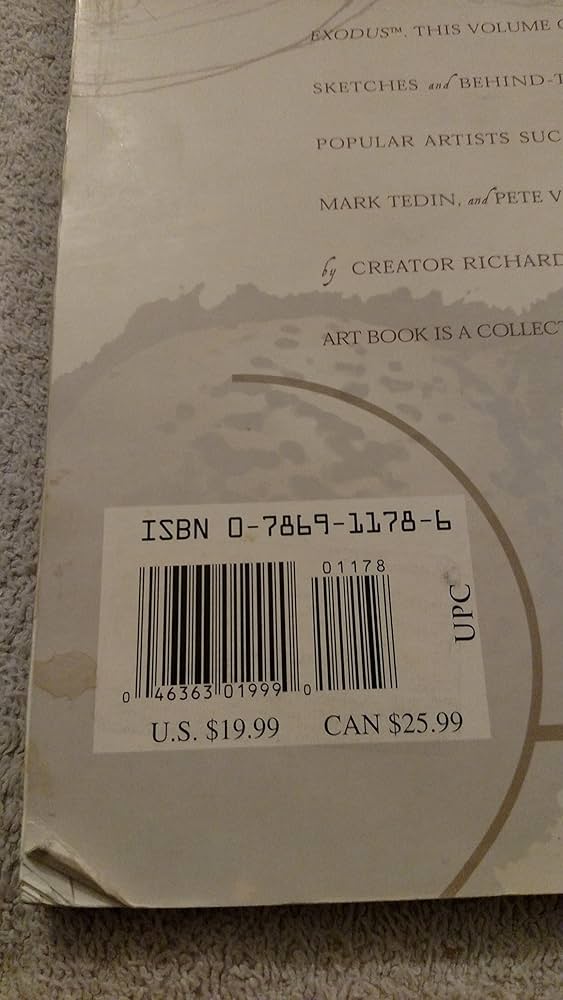 EXODUS™. THIS VOLUME
SKETCHES and BEHIND-T
POPULAR ARTISTS SUC
MARK TEDIN, and PETE V
by CREATOR RICHARD
ART BOOK IS A COLLECT
ISBN 0-7869-1178-6
01178
UPC
0 46363 01999 0
U.S. $19.99 CAN $25.99